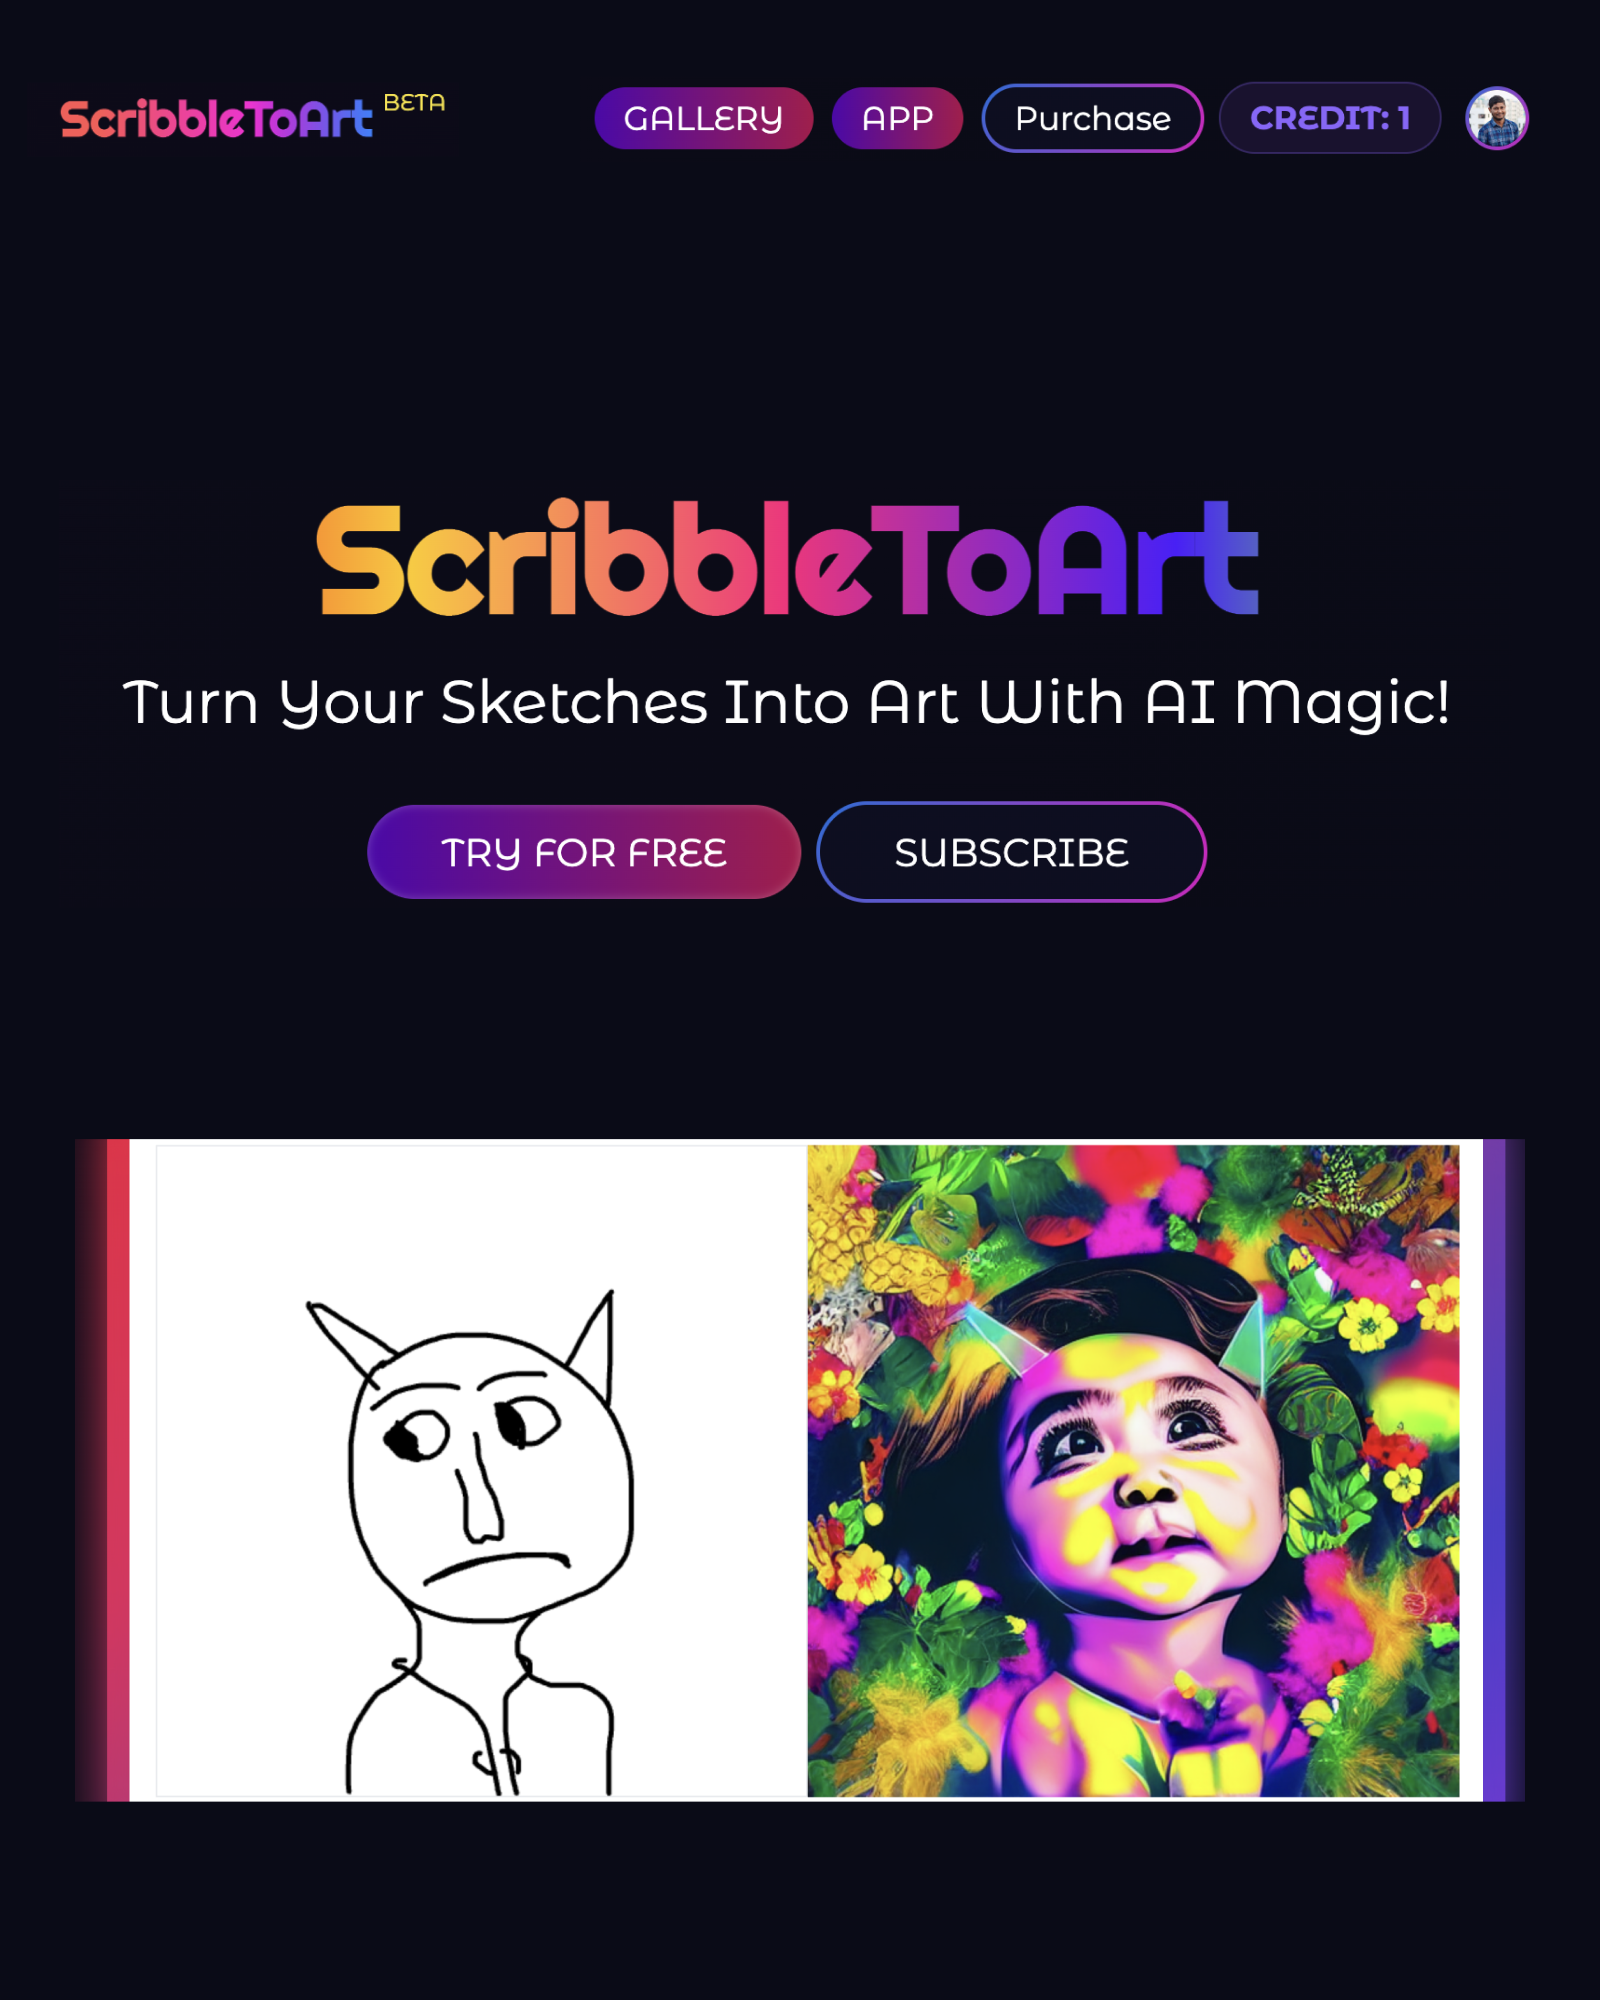 ScribbleToArt BETA GALLERY APP Purchase CREDIT: 1
ScribbleToArt
Turn Your Sketches Into Art With AI Magic!
TRY FOR FREE SUBSCRIBE